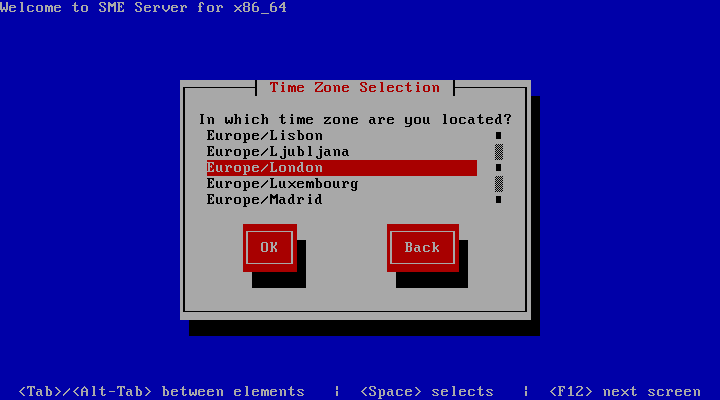 Welcome to SME Server for x86_64
Time Zone Selection
In which time zone are you located?
Europe/Lisbon
Europe/Ljubljana
Europe/London
Europe/Luxembourg
Europe/Madrid
OK
Back
<Tab>/<Alt-Tab> between elements | <Space> selects | <F12> next screen